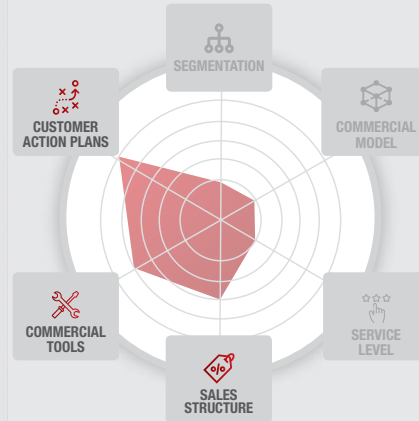 SEGMENTATION
CUSTOMER
ACTION PLANS
COMMERCIAL
MODEL
COMMERCIAL
TOOLS
SERVICE
LEVEL
%
SALES
STRUCTURE